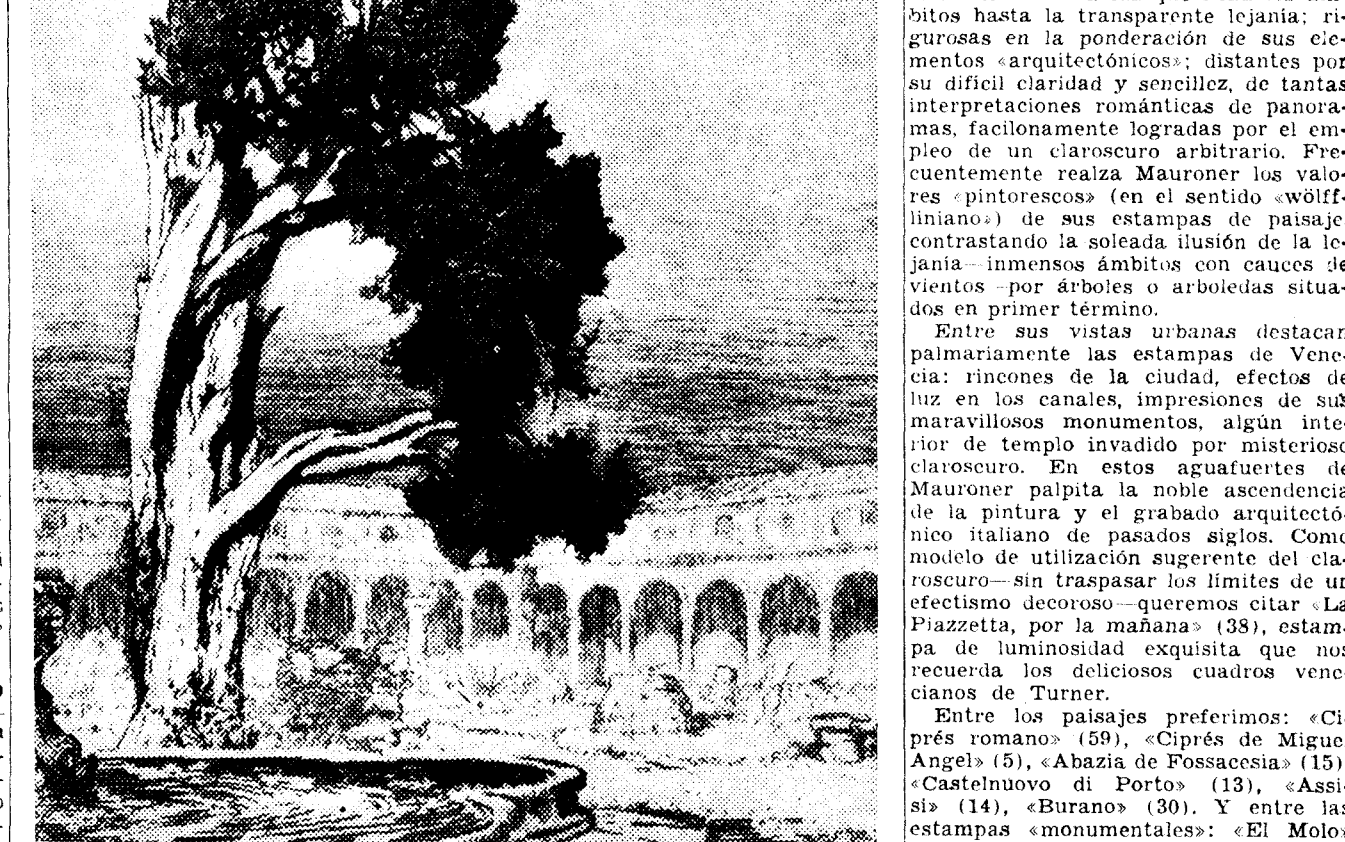 bitos hasta la transparente lejanía; ri-
gurosas en la ponderación de sus ele-
mentos «arquitectónicos»; distantes por
su difícil claridad y sencillez, de tantas
interpretaciones románticas de panora-
mas, facilonamente logradas por el em-
pleo de un claroscuro arbitrario. Fre-
cuentemente realza Mauroner los valo-
res «pintorescos» (en el sentido «wölff-
liniano») de sus estampas de paisaje
contrastando la soleada ilusión de la le-
janía—inmensos ámbitos con cauces de
vientos—por árboles o arboledas situa-
dos en primer término.
Entre sus vistas urbanas destacan
palmariamente las estampas de Vene-
cia: rincones de la ciudad, efectos de
luz en los canales, impresiones de sus
maravillosos monumentos, algún inte-
rior de templo invadido por misterioso
claroscuro. En estos aguafuertes de
Mauroner palpita la noble ascendencia
de la pintura y el grabado arquitectó-
nico italiano de pasados siglos. Como
modelo de utilización sugerente del cla-
roscuro—sin traspasar los límites de un
efectismo decoroso—queremos citar «La
Piazzetta, por la mañana» (38), estam-
pa de luminosidad exquisita que nos
recuerda los deliciosos cuadros vene-
cianos de Turner.
Entre los paisajes preferimos: «Ci-
prés romano» (59), «Ciprés de Miguel
Angel» (5), «Abazia de Fossacesia» (15)
«Castelnuovo di Porto» (13), «Assi-
si» (14), «Burano» (30). Y entre las
estampas «monumentales»: «El Molo»